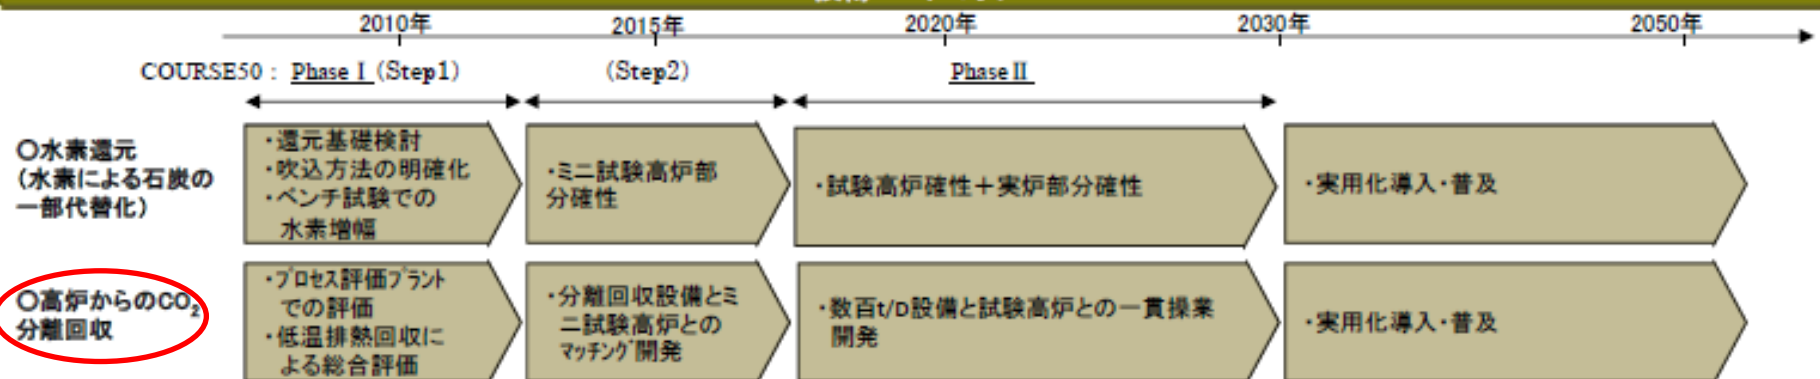 2010年 2015年 2020年 2030年 2050年
COURSE50 : Phase Ⅰ (Step1) (Step2) Phase Ⅱ
〇水素還元
(水素による石炭の
一部代替化)
・還元基礎検討
・吹込方法の明確化
・ベンチ試験での
水素増幅
・ミニ試験高炉部
分確性
・試験高炉確性＋実炉部分確性
・実用化導入・普及
〇高炉からのCO₂
分離回収
・プロセス評価プラント
での評価
・低温排熱回収に
よる総合評価
・分離回収設備とミ
ニ試験高炉との
マッチング開発
・数百t/D設備と試験高炉との一貫操業
開発
・実用化導入・普及